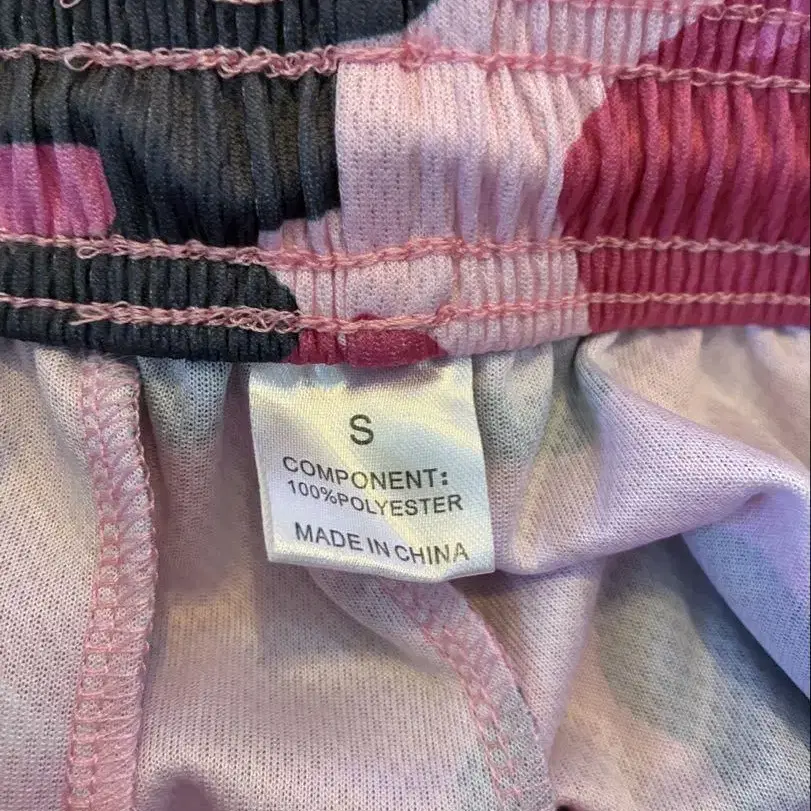 S
COMPONENT:
100%POLYESTER
MADE IN CHINA